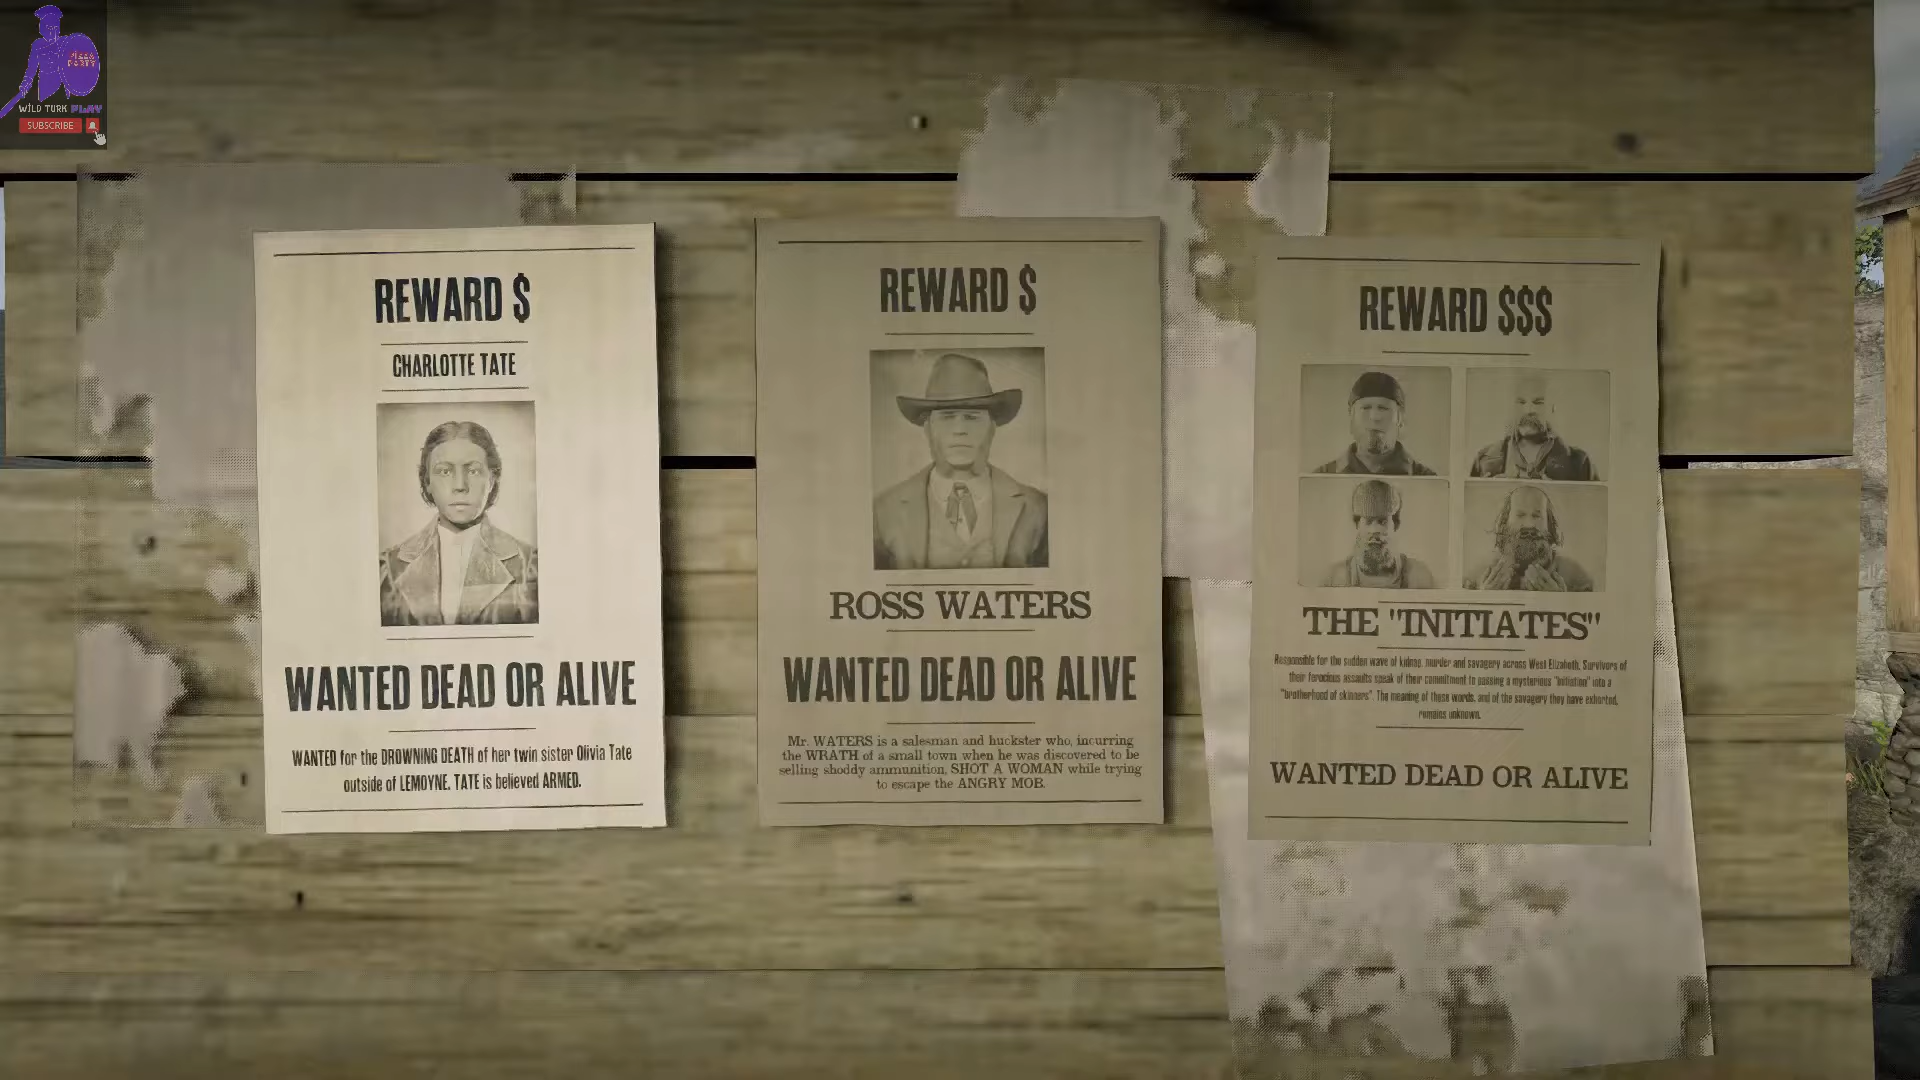 PİZZA
PARTY
WİLD TURK PLAY
SUBSCRIBE
REWARD $
CHARLOTTE TATE
WANTED DEAD OR ALIVE
WANTED for the DROWNING DEATH of her twin sister Olivia Tate
outside of LEMOYNE. TATE is believed ARMED.
REWARD $
ROSS WATERS
WANTED DEAD OR ALIVE
Mr. WATERS is a salesman and huckster who, incurring
the WRATH of a small town when he was discovered to be
selling shoddy ammunition, SHOT A WOMAN while trying
to escape the ANGRY MOB.
REWARD $$$
THE "INITIATES"
Responsible for the sudden wave of kidnap, murder and savagery across West Elizabeth. Survivors of
their ferocious assaults speak of their commitment to passing a mysterious "initiation" into a
"brotherhood of skinners". The meaning of these words, and of the savagery they have exhorted,
remains unknown.
WANTED DEAD OR ALIVE